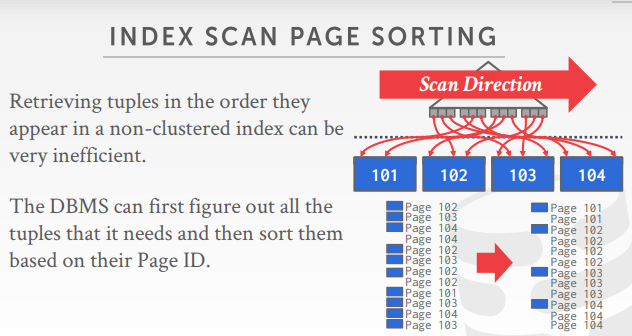 INDEX SCAN PAGE SORTING
Retrieving tuples in the order they
appear in a non-clustered index can be
very inefficient.
The DBMS can first figure out all the
tuples that it needs and then sort them
based on their Page ID.
Scan Direction
101 102 103 104
Page 102
Page 103
Page 104
Page 104
Page 102
Page 103
Page 102
Page 102
Page 101
Page 103
Page 104
Page 103
Page 101
Page 101
Page 102
Page 102
Page 102
Page 102
Page 103
Page 103
Page 103
Page 104
Page 104
Page 104